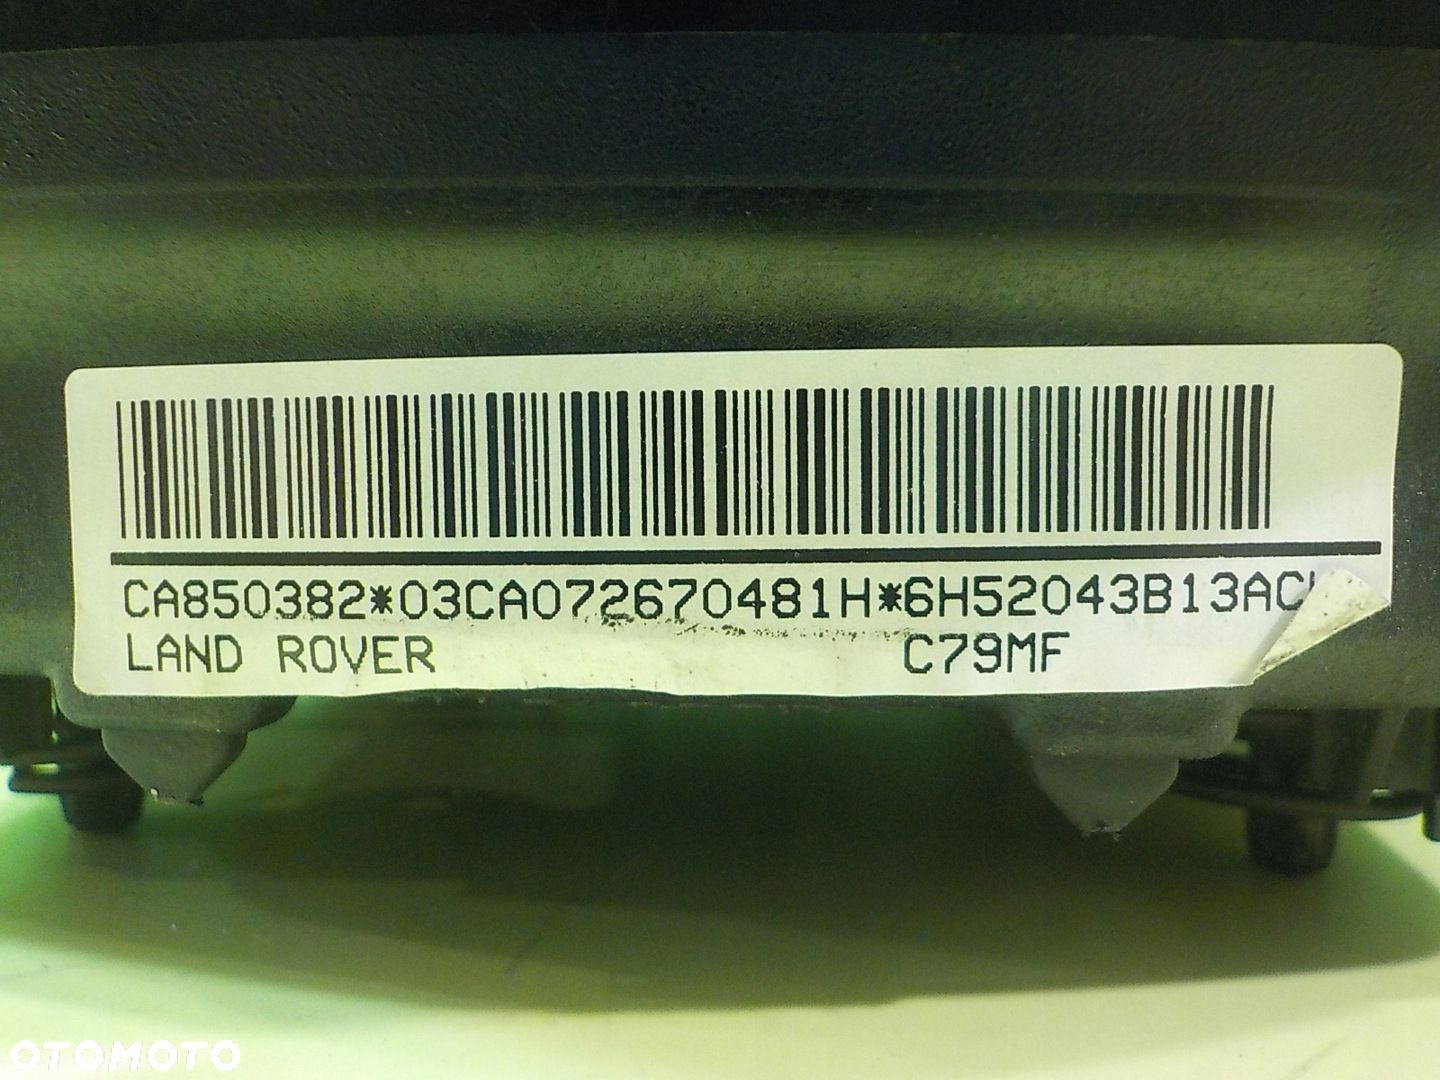 CA850382*03CA072670481H*6H52043B13AC
LAND ROVER C79MF
OTOMOTO